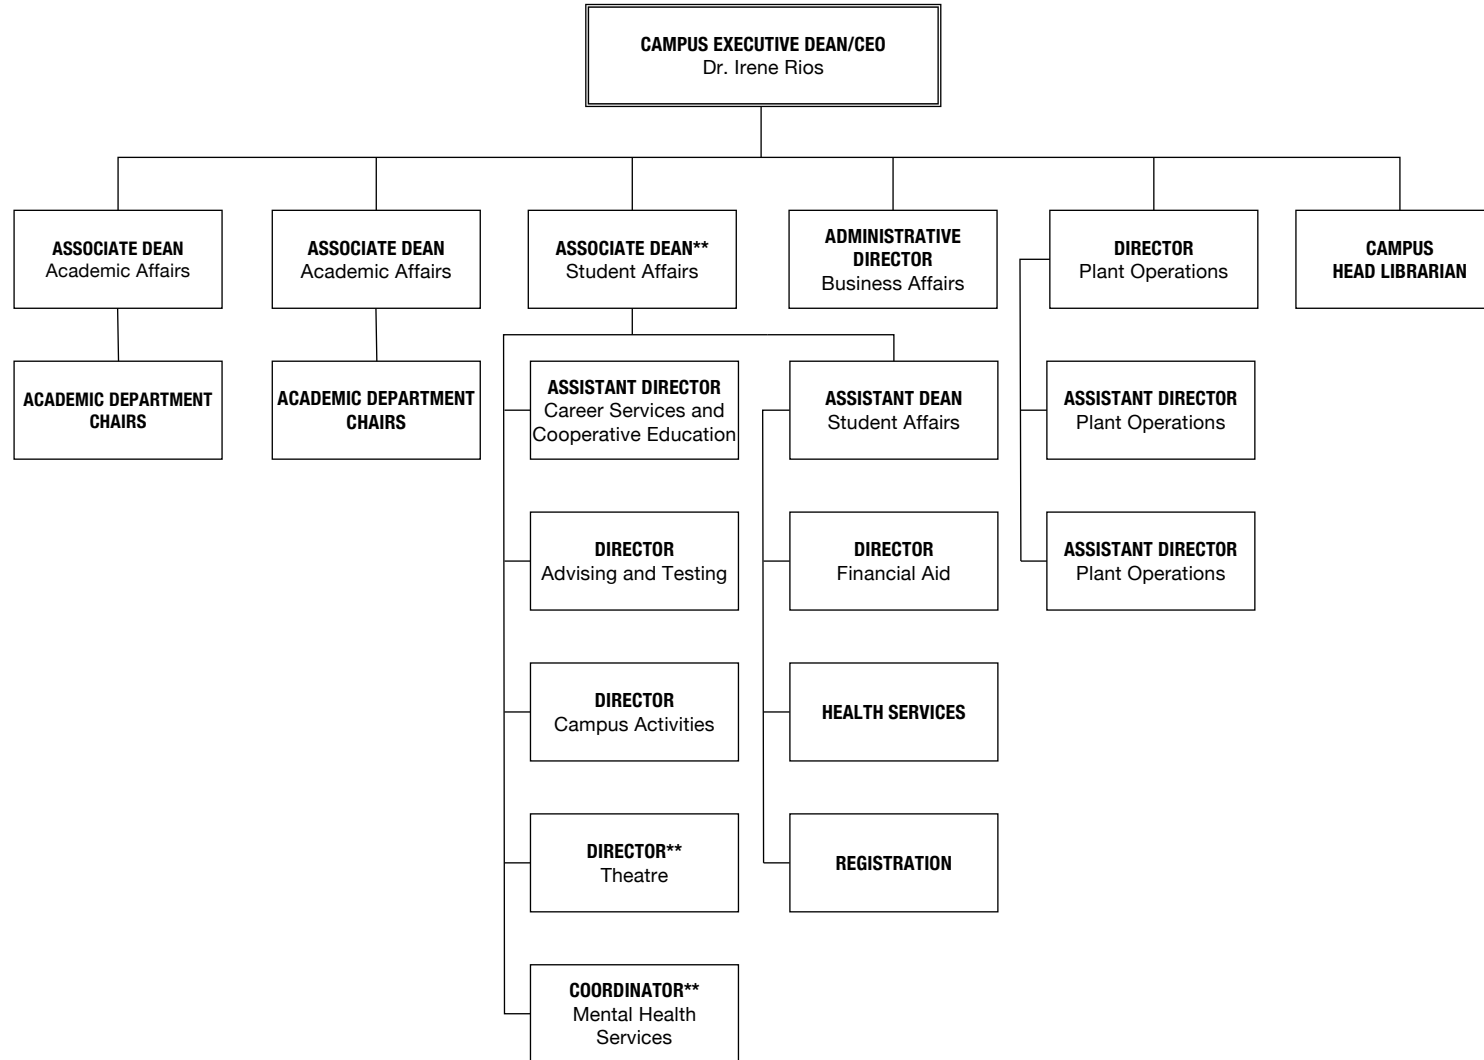 CAMPUS EXECUTIVE DEAN/CEO
Dr. Irene Rios
ASSOCIATE DEAN
Academic Affairs
ASSOCIATE DEAN
Academic Affairs
ASSOCIATE DEAN**
Student Affairs
ADMINISTRATIVE
DIRECTOR
Business Affairs
DIRECTOR
Plant Operations
CAMPUS
HEAD LIBRARIAN
ACADEMIC DEPARTMENT
CHAIRS
ACADEMIC DEPARTMENT
CHAIRS
ASSISTANT DIRECTOR
Career Services and
Cooperative Education
ASSISTANT DEAN
Student Affairs
ASSISTANT DIRECTOR
Plant Operations
DIRECTOR
Advising and Testing
DIRECTOR
Financial Aid
ASSISTANT DIRECTOR
Plant Operations
DIRECTOR
Campus Activities
HEALTH SERVICES
DIRECTOR**
Theatre
REGISTRATION
COORDINATOR**
Mental Health
Services